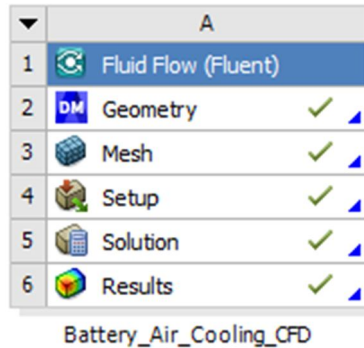 A
1 Fluid Flow (Fluent)
2 DM Geometry
3 Mesh
4 Setup
5 Solution
6 Results
Battery_Air_Cooling_CFD